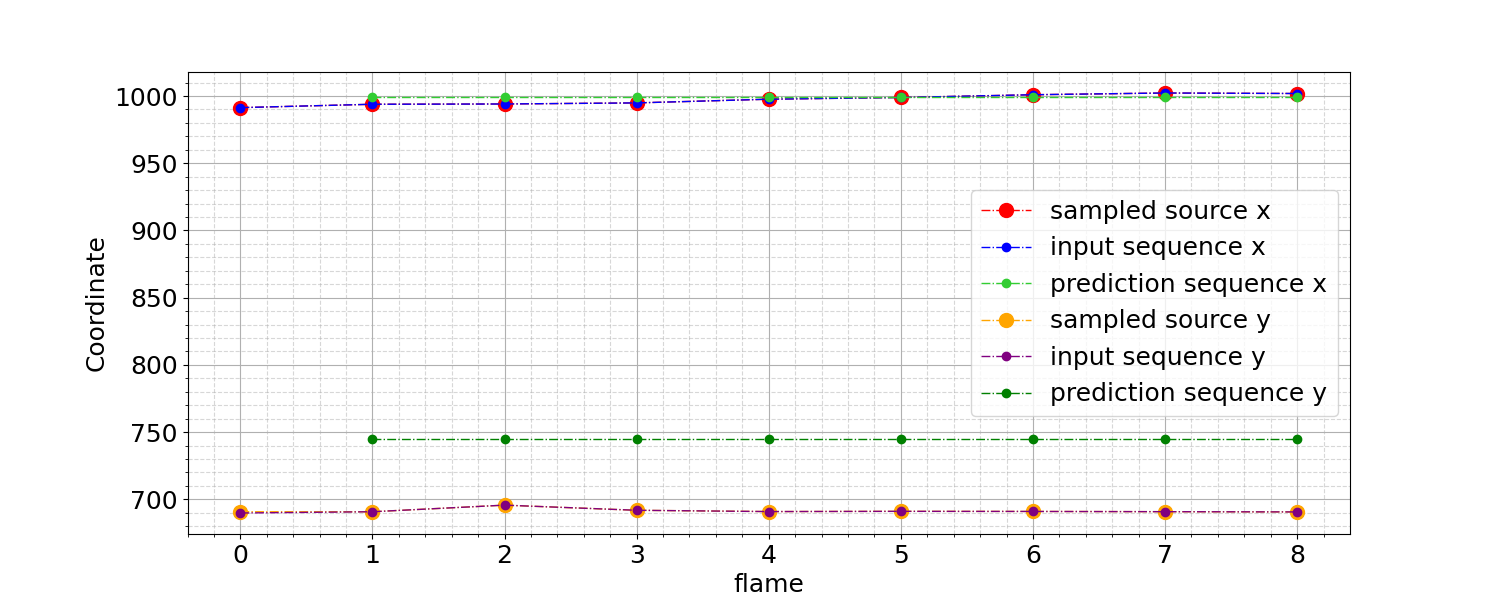 1000
950
900
850
800
750
700
Coordinate
sampled source x
input sequence x
prediction sequence x
sampled source y
input sequence y
prediction sequence y
0 1 2 3 4 5 6 7 8
flame